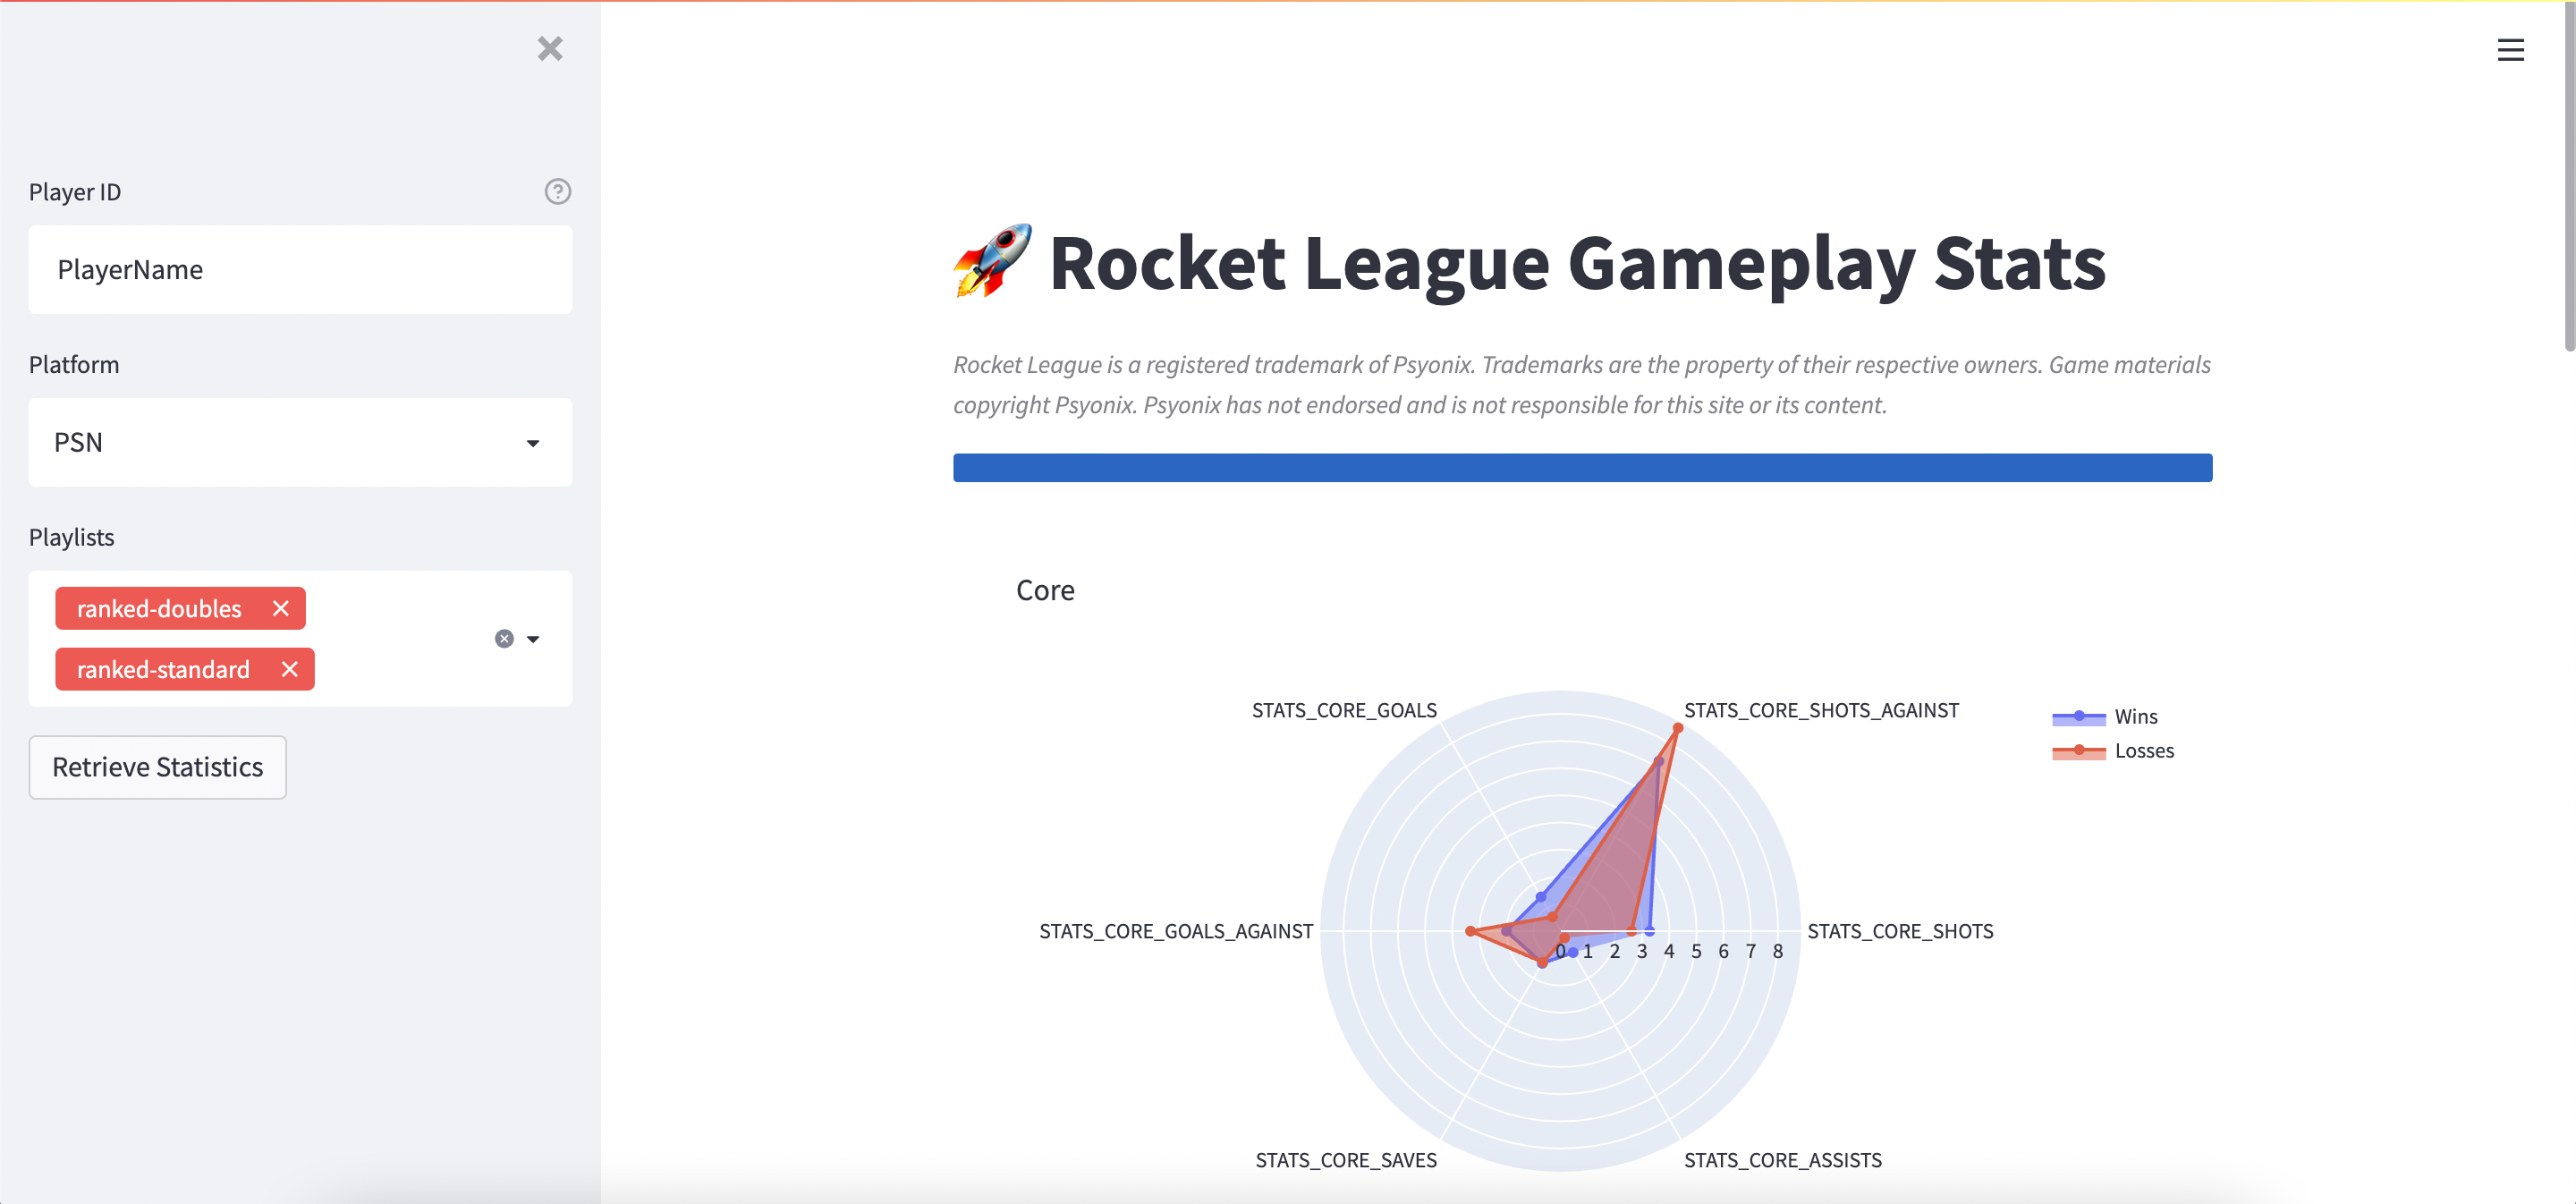 Player ID
PlayerName
Platform
PSN
Playlists
ranked-doubles
ranked-standard
Retrieve Statistics
🚀 Rocket League Gameplay Stats
Rocket League is a registered trademark of Psyonix. Trademarks are the property of their respective owners. Game materials
copyright Psyonix. Psyonix has not endorsed and is not responsible for this site or its content.
Core
STATS_CORE_GOALS
STATS_CORE_SHOTS_AGAINST
Wins
Losses
STATS_CORE_GOALS_AGAINST
STATS_CORE_SHOTS
0 1 2 3 4 5 6 7 8
STATS_CORE_SAVES
STATS_CORE_ASSISTS